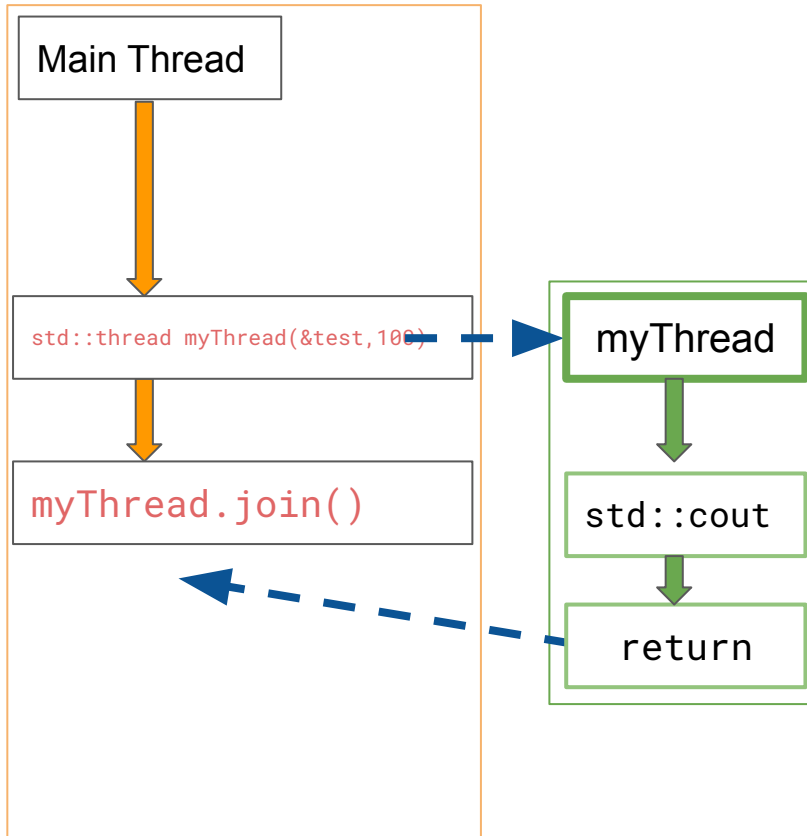 Main Thread
std::thread myThread(&test,100)
myThread
myThread.join()
std::cout
return